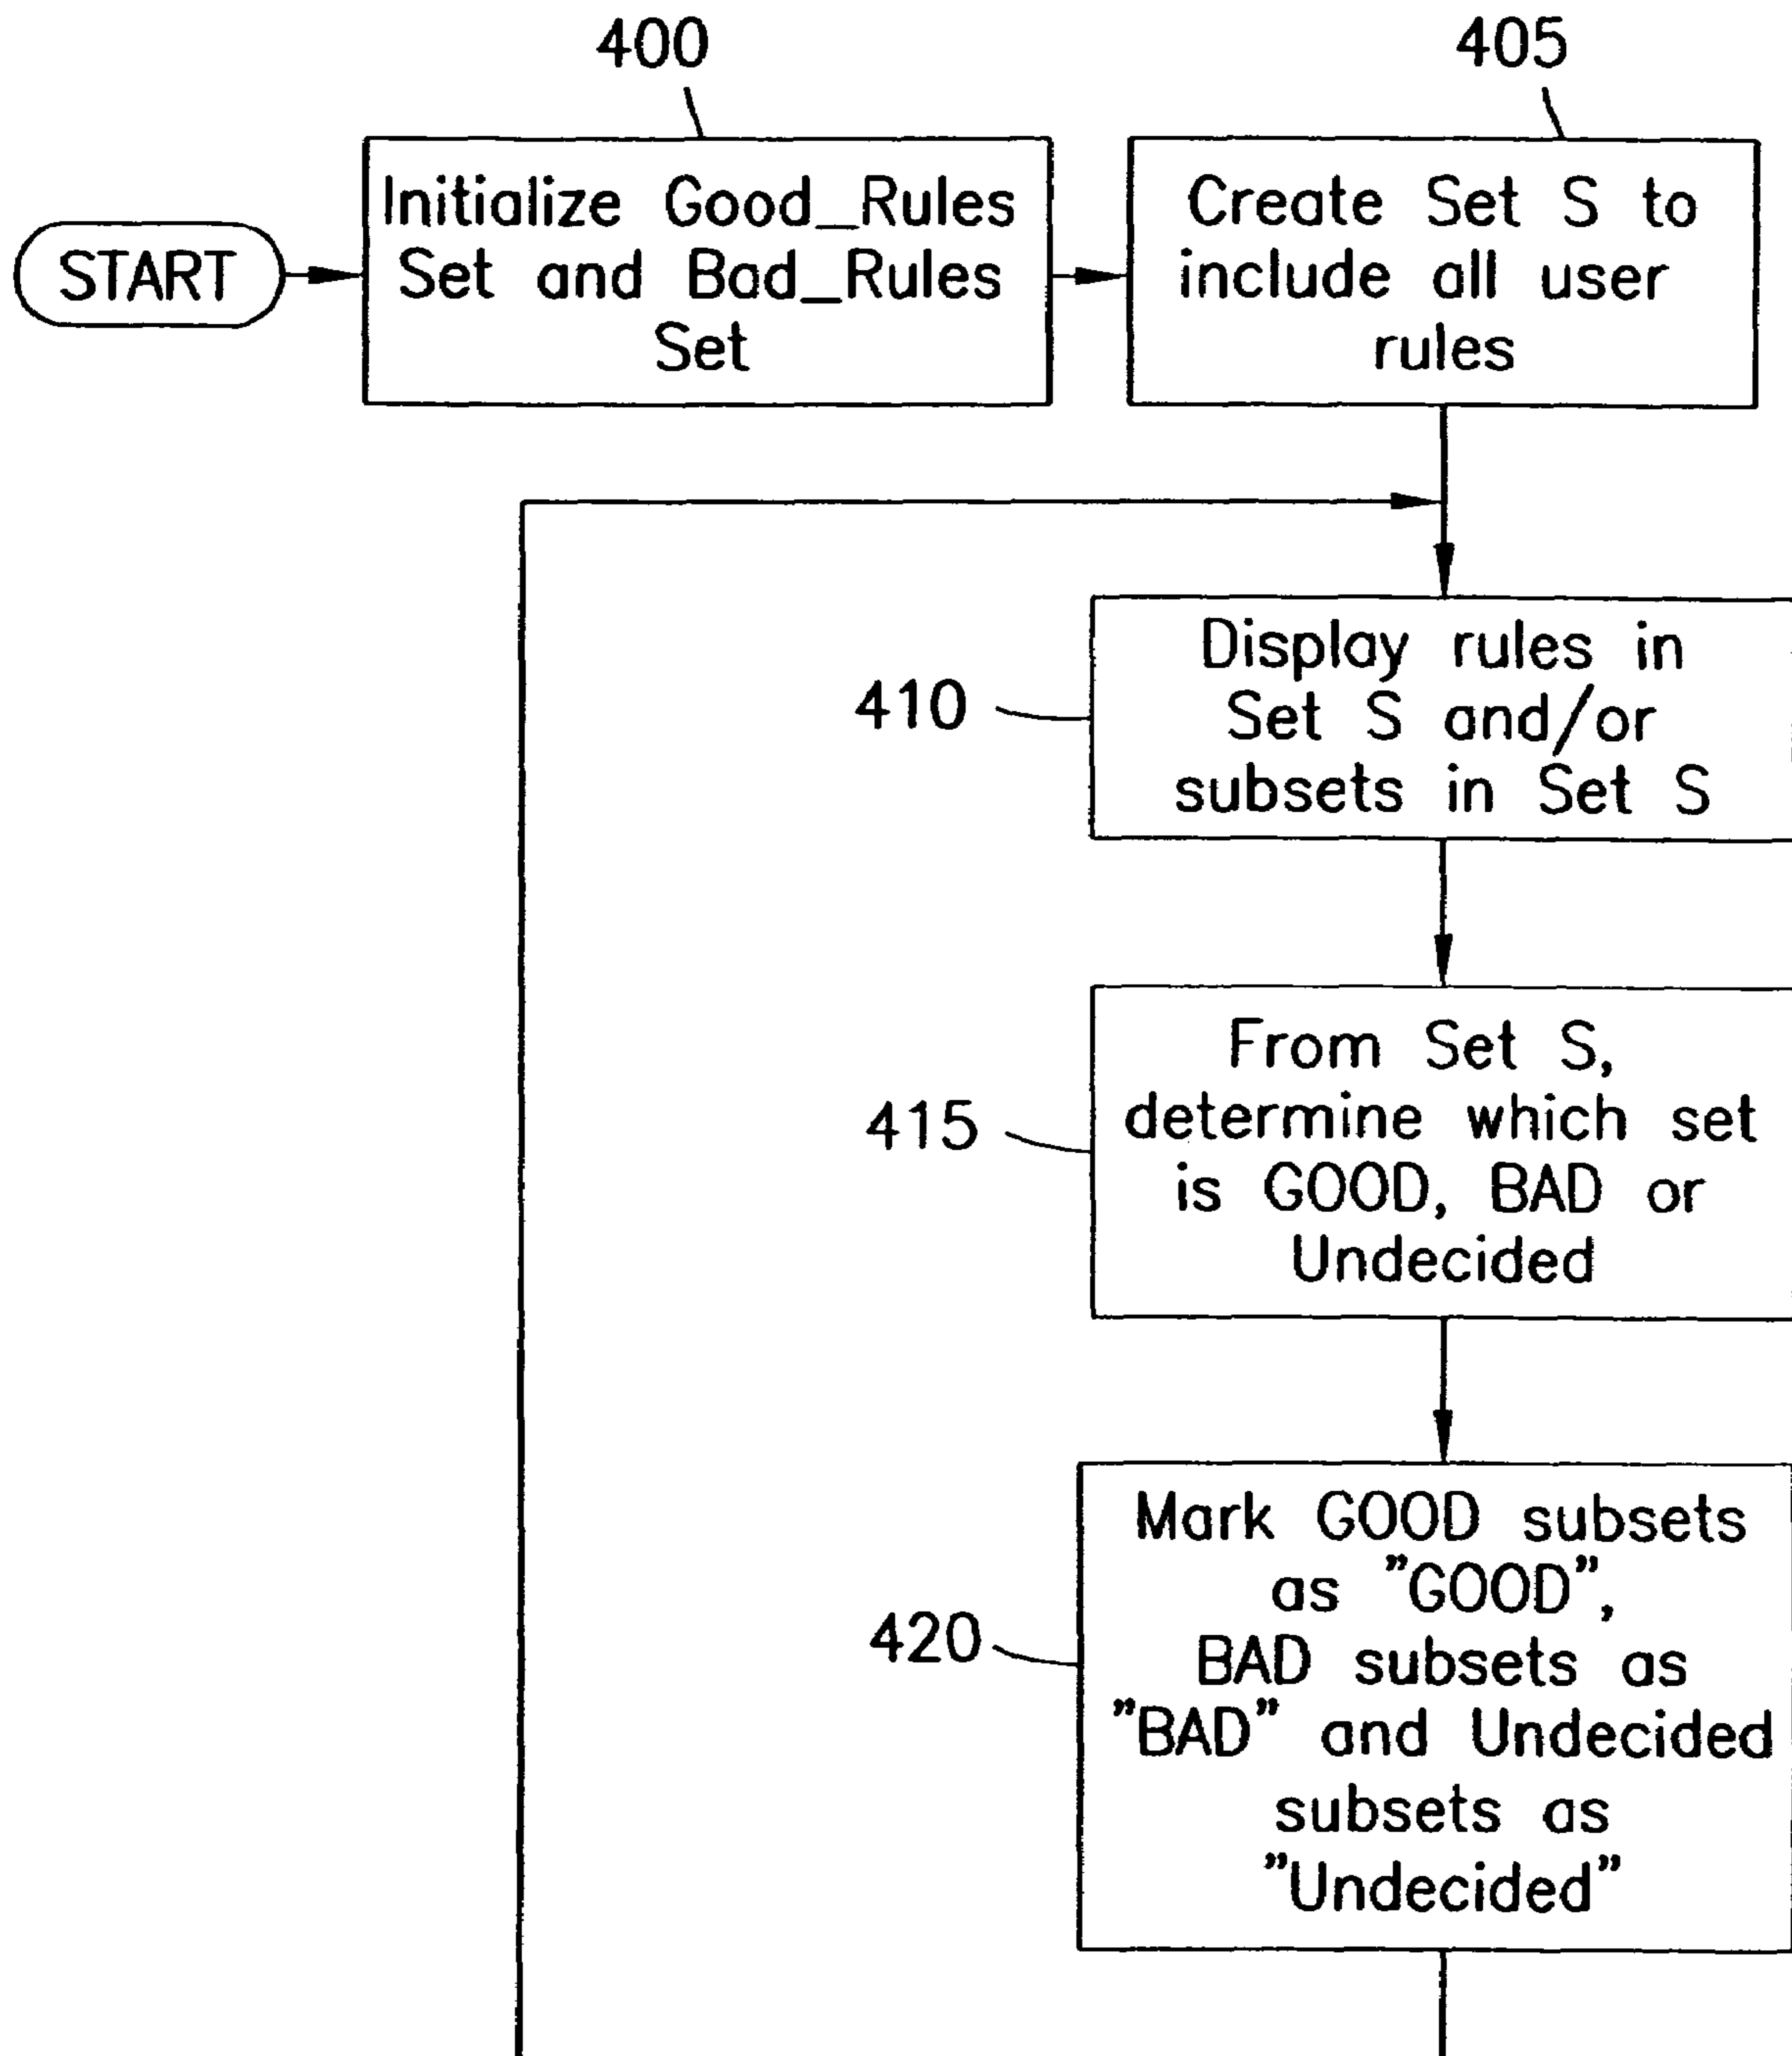 400
405
START
Initialize Good_Rules
Set and Bad_Rules
Set
Create Set S to
include all user
rules
410
Display rules in
Set S and/or
subsets in Set S
415
From Set S,
determine which set
is GOOD, BAD or
Undecided
420
Mark GOOD subsets
as "GOOD",
BAD subsets as
"BAD" and Undecided
subsets as
"Undecided"